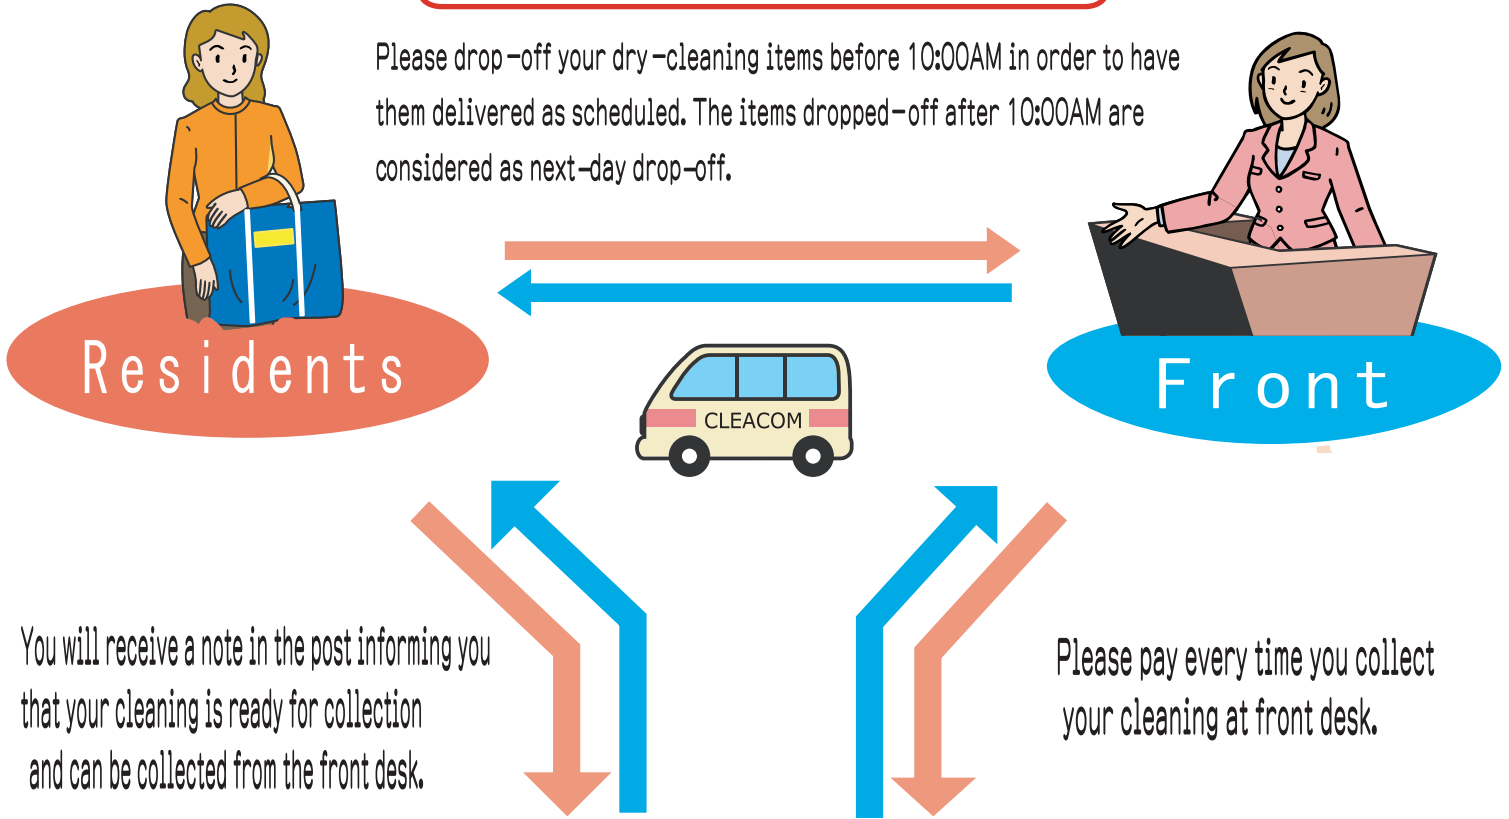 Please drop-off your dry-cleaning items before 10:00AM in order to have
them delivered as scheduled. The items dropped-off after 10:00AM are
considered as next-day drop-off.
Residents
Front
CLEACOM
You will receive a note in the post informing you
that your cleaning is ready for collection
and can be collected from the front desk.
Please pay every time you collect
your cleaning at front desk.